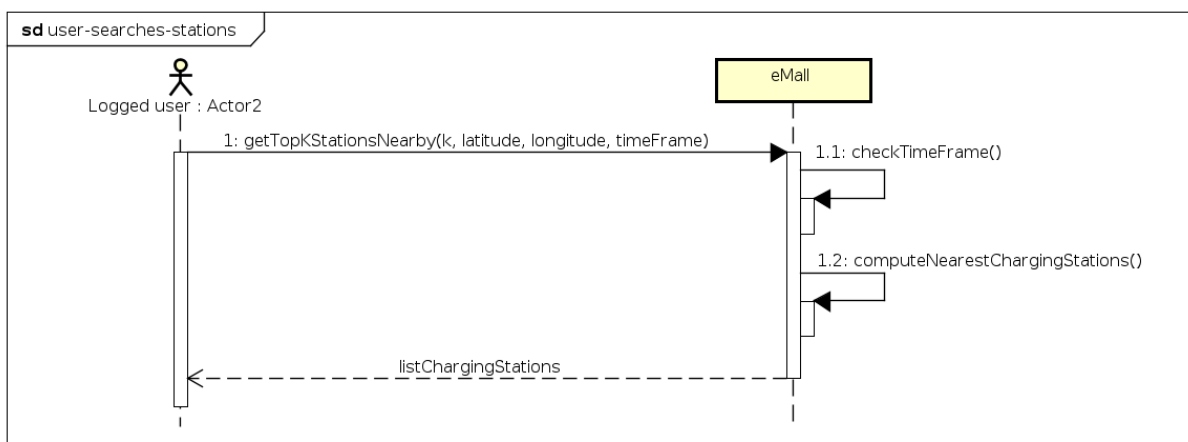 sd user-searches-stations
Logged user : Actor2
eMall
1: getTopKStationsNearby(k, latitude, longitude, timeFrame)
1.1: checkTimeFrame()
1.2: computeNearestChargingStations()
listChargingStations